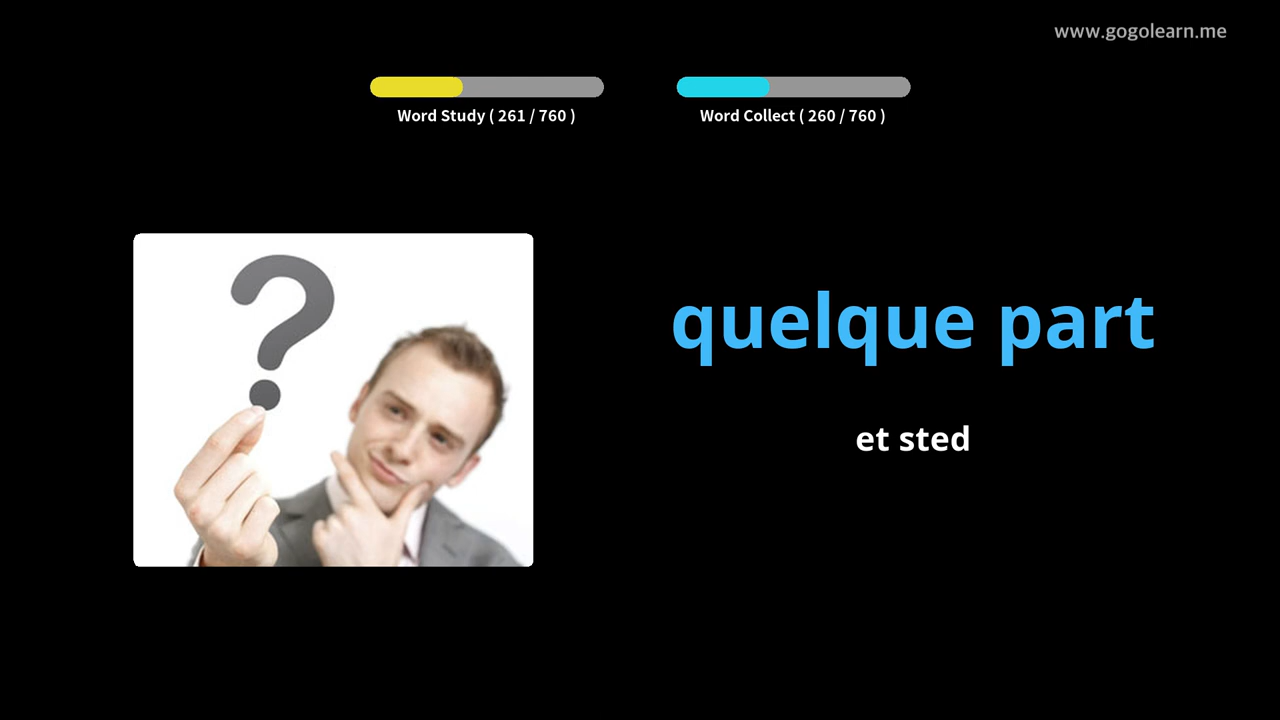 www.gogolearn.me
Word Study ( 261 / 760 )
Word Collect ( 260 / 760 )
?
quelque part
et sted